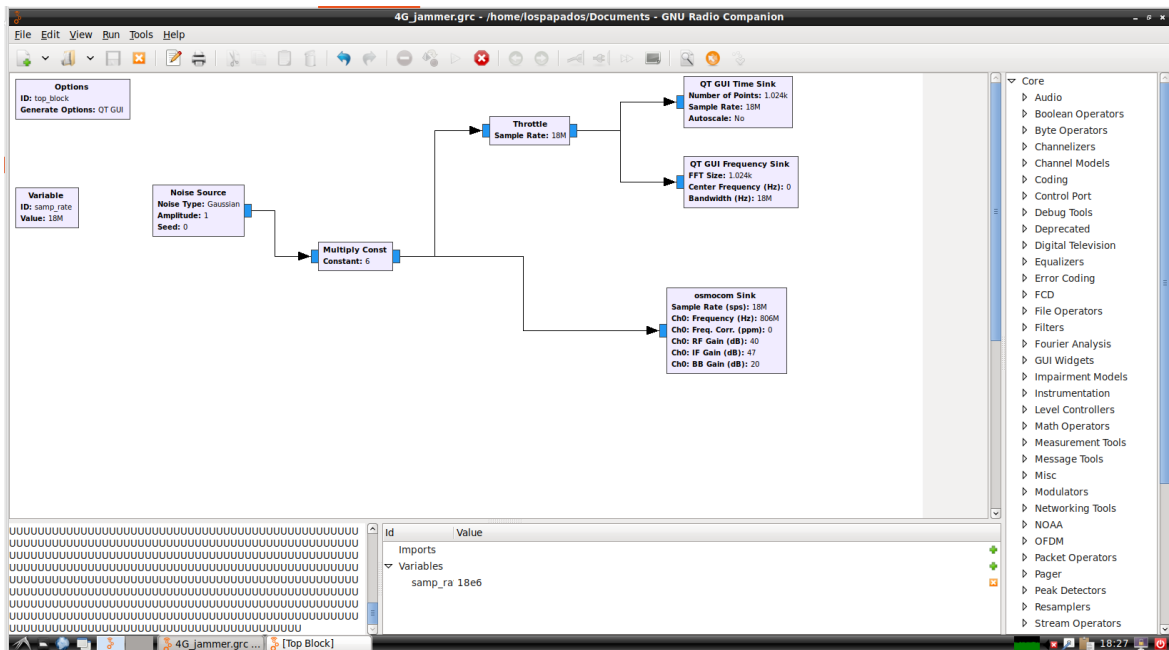 4G_jammer.grc - /home/lospapados/Documents - GNU Radio Companion
File Edit View Run Tools Help
Options
ID: top_block
Generate Options: QT GUI
Variable
ID: samp_rate
Value: 18M
Noise Source
Noise Type: Gaussian
Amplitude: 1
Seed: 0
Multiply Const
Constant: 6
Throttle
Sample Rate: 18M
QT GUI Time Sink
Number of Points: 1.024k
Sample Rate: 18M
Autoscale: No
QT GUI Frequency Sink
FFT Size: 1.024k
Center Frequency (Hz): 0
Bandwidth (Hz): 18M
osmocom Sink
Sample Rate (sps): 18M
Ch0: Frequency (Hz): 806M
Ch0: Freq. Corr. (ppm): 0
Ch0: RF Gain (dB): 40
Ch0: IF Gain (dB): 47
Ch0: BB Gain (dB): 20
Core
Audio
Boolean Operators
Byte Operators
Channelizers
Channel Models
Coding
Control Port
Debug Tools
Deprecated
Digital Television
Equalizers
Error Coding
FCD
File Operators
Filters
Fourier Analysis
GUI Widgets
Impairment Models
Instrumentation
Level Controllers
Math Operators
Measurement Tools
Message Tools
Misc
Modulators
Networking Tools
NOAA
OFDM
Packet Operators
Pager
Peak Detectors
Resamplers
Stream Operators
Id Value
Imports
Variables
samp_ra 18e6
4G_jammer.grc ...
[Top Block]
18:27